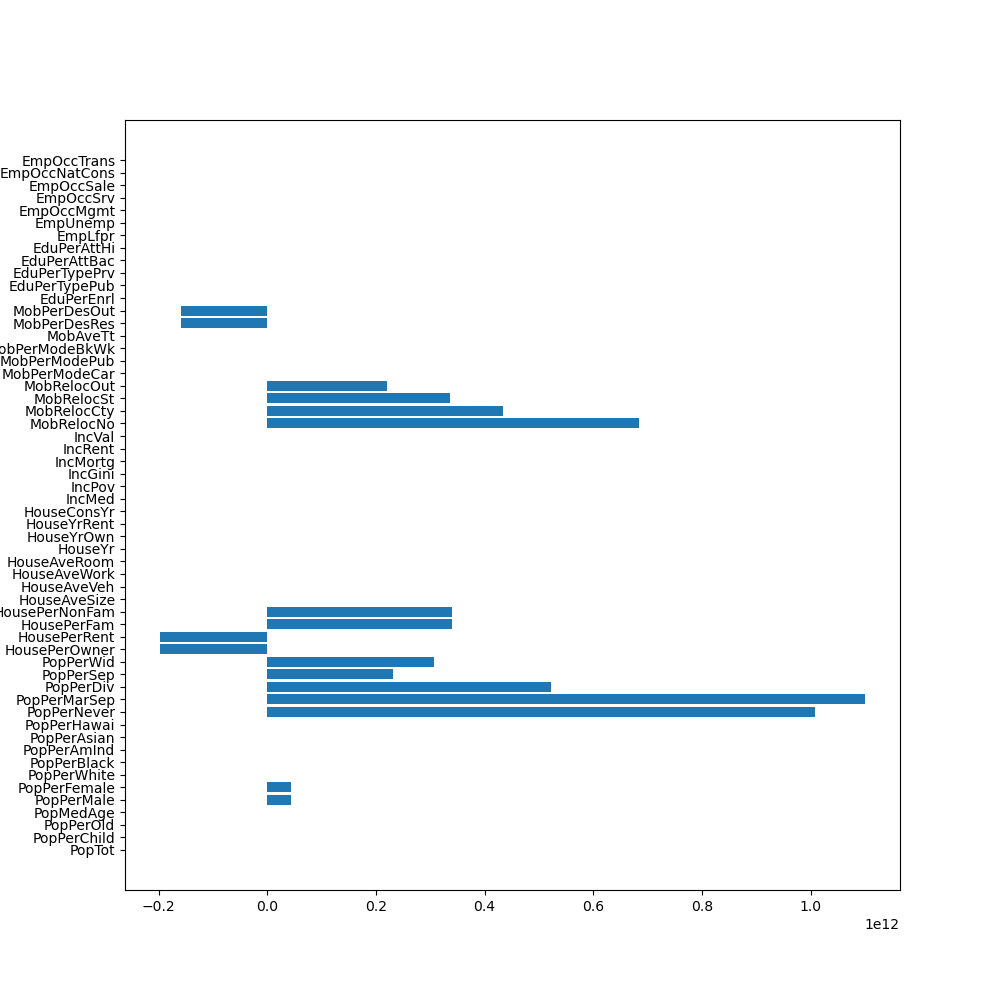 EmpOccTrans
EmpOccNatCons
EmpOccSale
EmpOccSrv
EmpOccMgmt
EmpUnemp
EmpLfpr
EduPerAttHi
EduPerAttBac
EduPerTypePrv
EduPerTypePub
EduPerEnrl
MobPerDesOut
MobPerDesRes
MobAveTt
obPerModeBkWk
MobPerModePub
MobPerModeCar
MobRelocOut
MobRelocSt
MobRelocCty
MobRelocNo
IncVal
IncRent
IncMortg
IncGini
IncPov
IncMed
HouseConsYr
HouseYrRent
HouseYrOwn
HouseYr
HouseAveRoom
HouseAveWork
HouseAveVeh
HouseAveSize
HousePerNonFam
HousePerFam
HousePerRent
HousePerOwner
PopPerWid
PopPerSep
PopPerDiv
PopPerMarSep
PopPerNever
PopPerHawai
PopPerAsian
PopPerAmInd
PopPerBlack
PopPerWhite
PopPerFemale
PopPerMale
PopMedAge
PopPerOld
PopPerChild
PopTot
−0.2 0.0 0.2 0.4 0.6 0.8 1.0
1e12